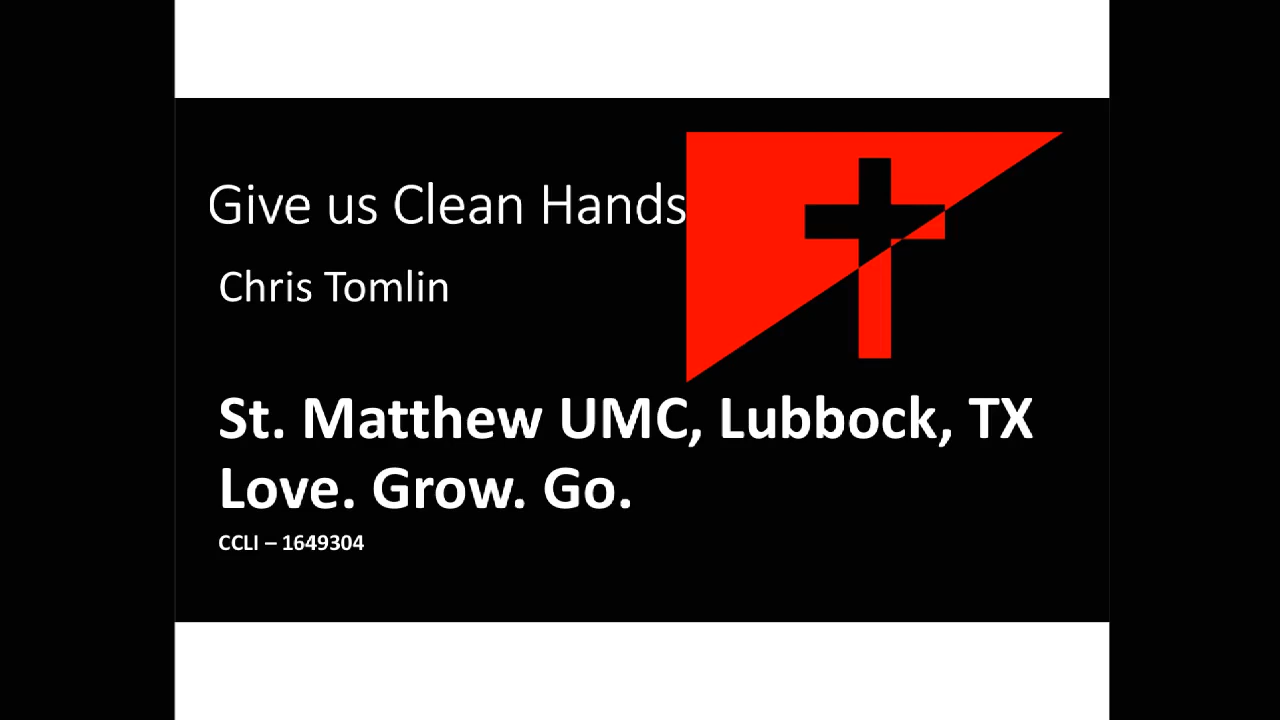 Give us Clean Hands
Chris Tomlin
St. Matthew UMC, Lubbock, TX
Love. Grow. Go.
CCLI – 1649304